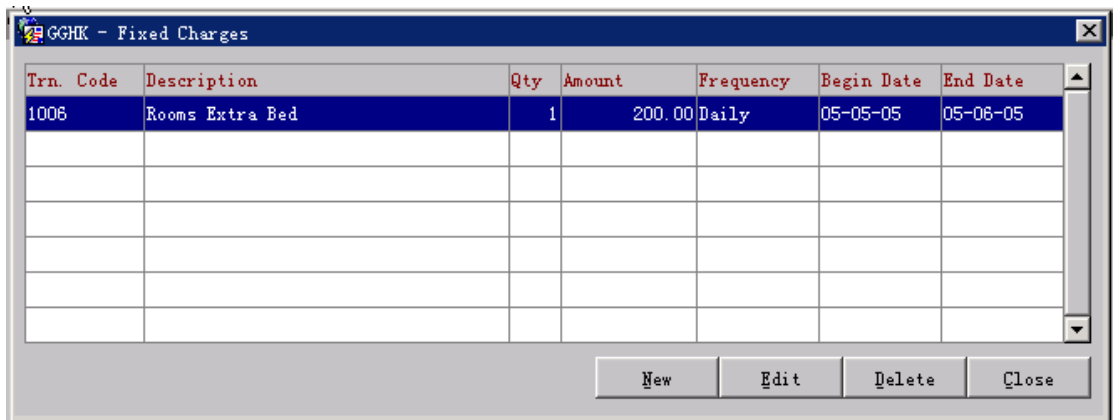 GGHK - Fixed Charges
Trn. Code Description Qty Amount Frequency Begin Date End Date
1006 Rooms Extra Bed 1 200.00 Daily 05-05-05 05-06-05
New Edit Delete Close